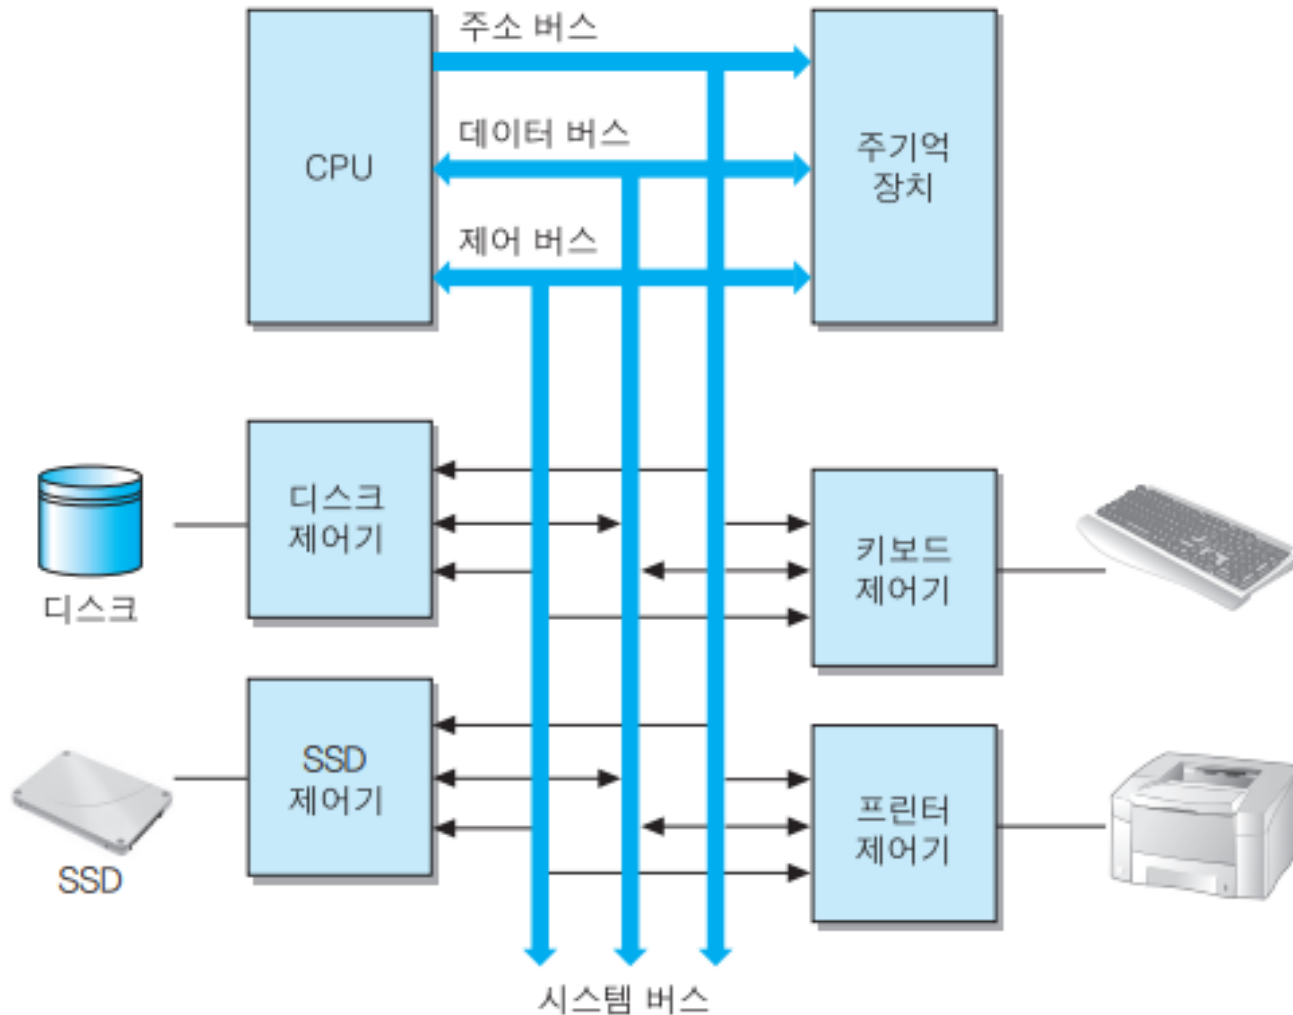 주소 버스
데이터 버스
CPU
주기억
장치
제어 버스
디스크
제어기
키보드
제어기
디스크
SSD
제어기
프린터
제어기
SSD
시스템 버스